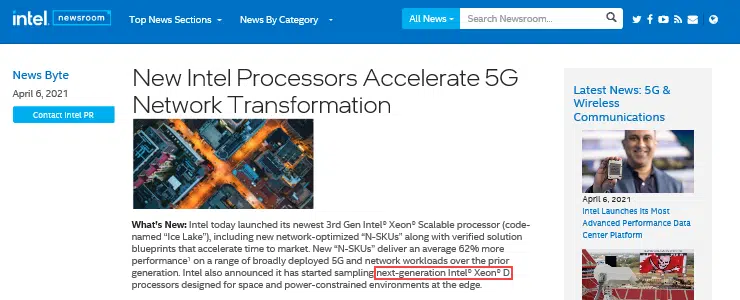 intel. newsroom
Top News Sections
News By Category
All News
Search Newsroom...
News Byte
April 6, 2021
Contact Intel PR
New Intel Processors Accelerate 5G
Network Transformation
What's New: Intel today launched its newest 3rd Gen Intel® Xeon® Scalable processor (code-
named “Ice Lake”), including new network-optimized “N-SKUs” along with verified solution
blueprints that accelerate time to market. New “N-SKUs” deliver an average 62% more
performance¹ on a range of broadly deployed 5G and network workloads over the prior
generation. Intel also announced it has started sampling next-generation Intel® Xeon® D
processors designed for space and power-constrained environments at the edge.
Latest News: 5G &
Wireless
Communications
April 6, 2021
Intel Launches Its Most
Advanced Performance Data
Center Platform